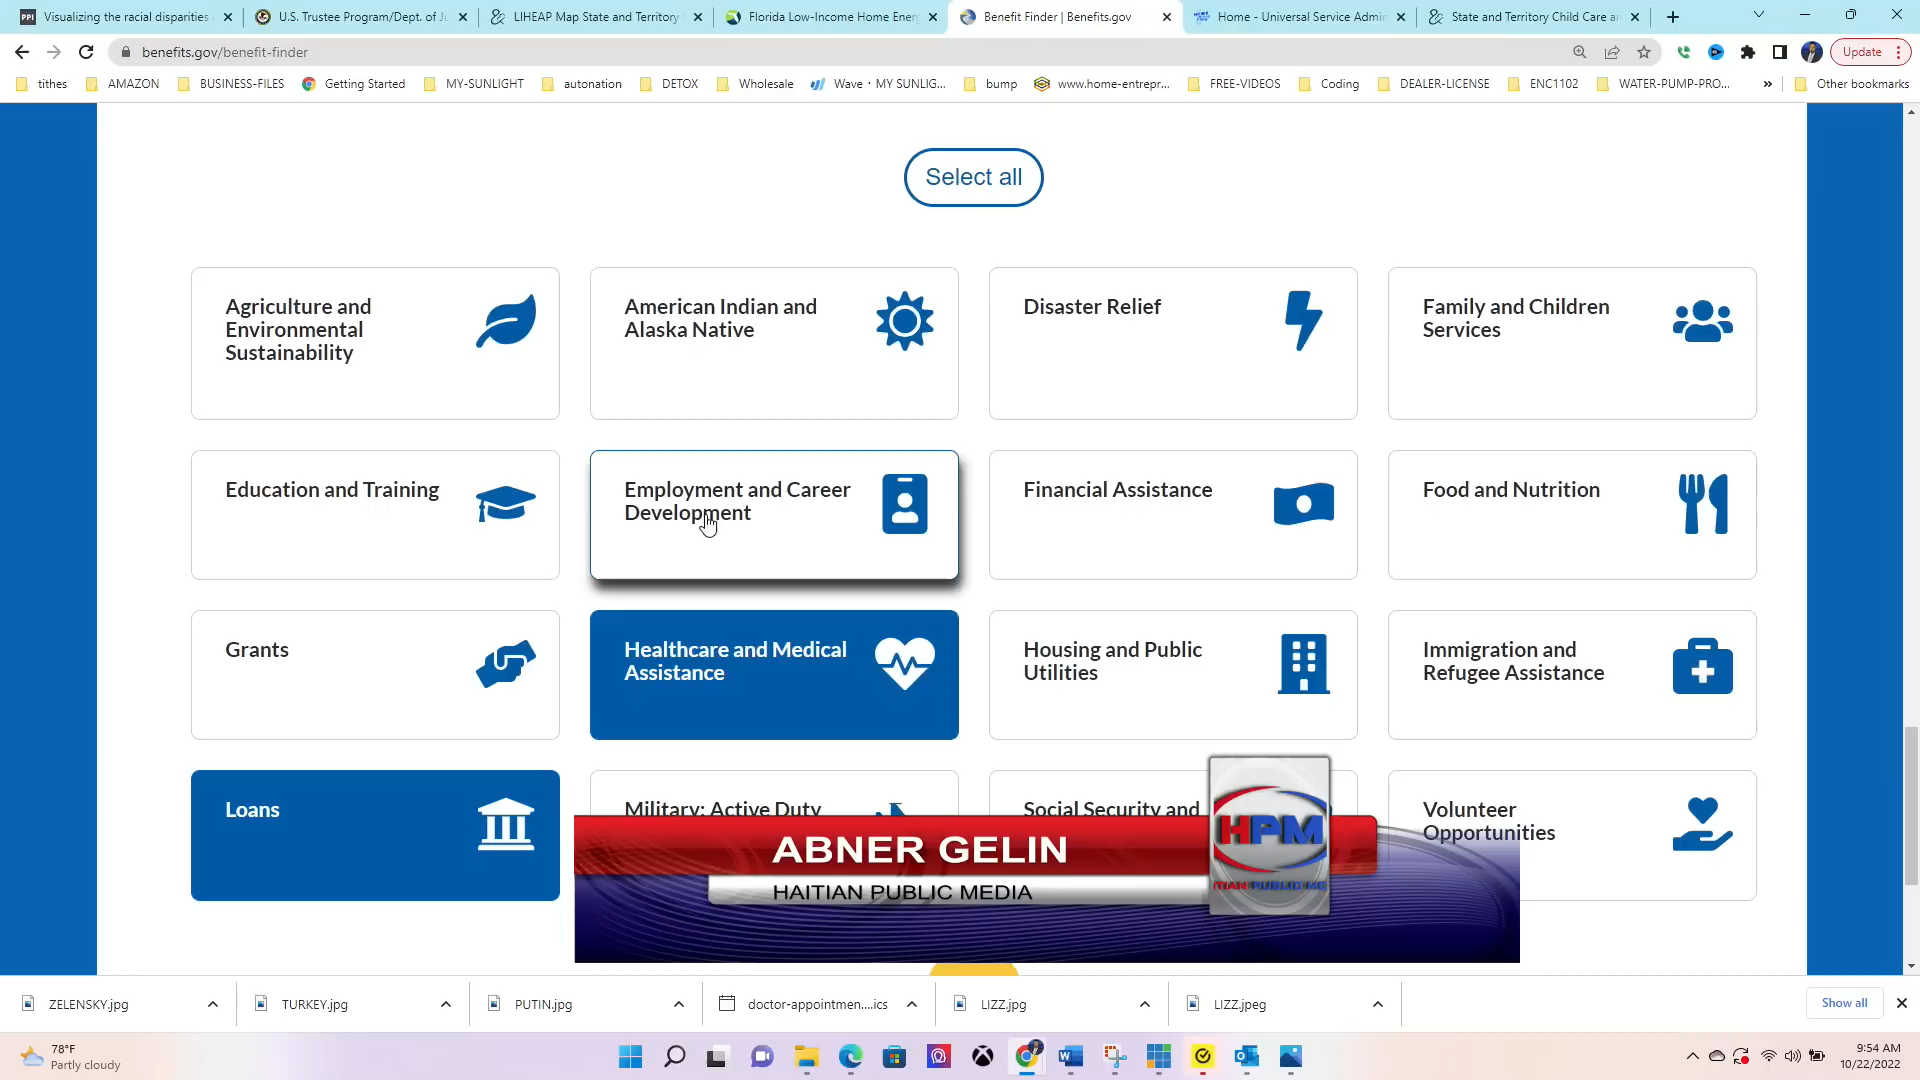 PPI Visualizing the racial disparities
U.S. Trustee Program/Dept. of Ju
LIHEAP Map State and Territory
Florida Low-Income Home Ener
Benefit Finder | Benefits.gov
Home - Universal Service Admin
State and Territory Child Care an
benefits.gov/benefit-finder
Update
tithes
AMAZON
BUSINESS-FILES
Getting Started
MY-SUNLIGHT
autonation
DETOX
Wholesale
Wave · MY SUNLIG...
bump
www.home-entrepr...
FREE-VIDEOS
Coding
DEALER-LICENSE
ENC1102
WATER-PUMP-PRO...
»
Other bookmarks
Select all
Agriculture and
Environmental
Sustainability
American Indian and
Alaska Native
Disaster Relief
Family and Children
Services
Education and Training
Employment and Career
Development
Financial Assistance
Food and Nutrition
Grants
Healthcare and Medical
Assistance
Housing and Public
Utilities
Immigration and
Refugee Assistance
Loans
Military: Active Duty
Social Security and
Volunteer
Opportunities
ABNER GELIN
HAITIAN PUBLIC MEDIA
HPM
ZELENSKY.jpg
TURKEY.jpg
PUTIN.jpg
doctor-appointmen....ics
LIZZ.jpg
LIZZ.jpeg
Show all
78°F
Partly cloudy
9:54 AM
10/22/2022